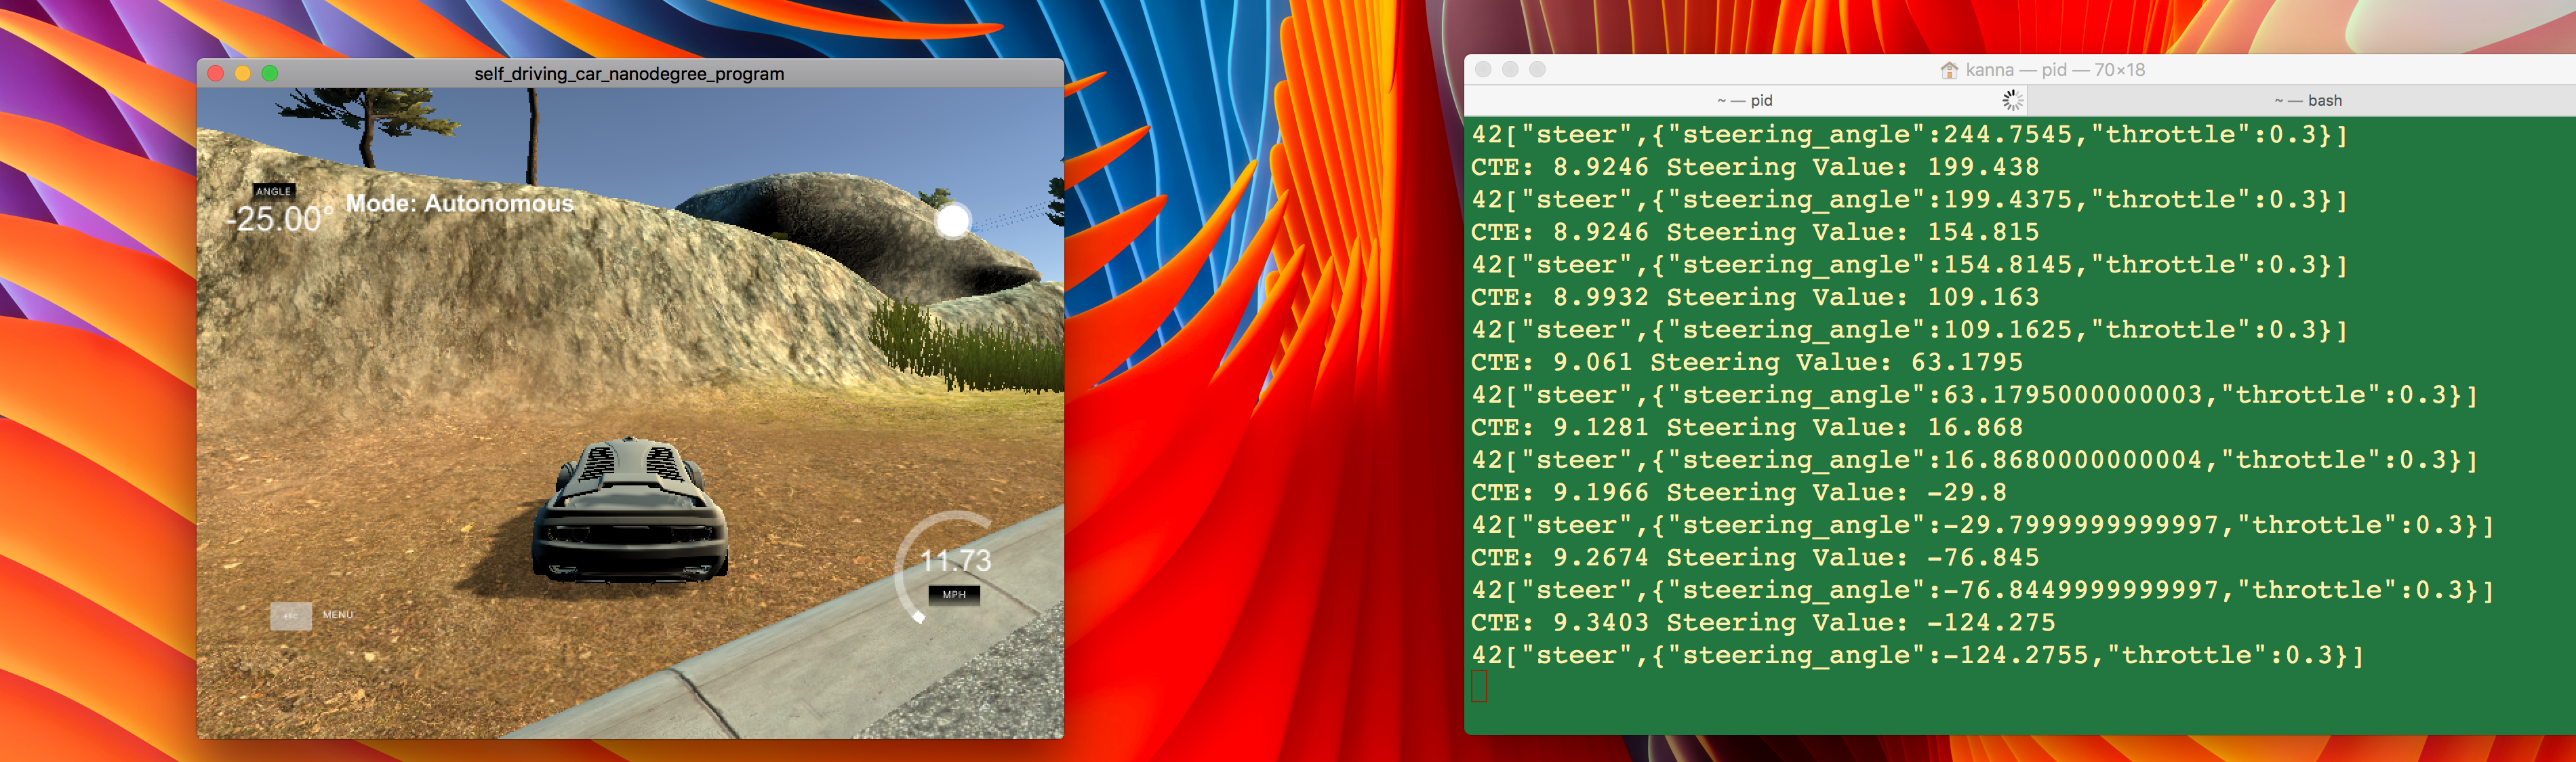 self_driving_car_nanodegree_program
ANGLE
-25.00°
Mode: Autonomous
11.73
MPH
ESC
MENU
kanna — pid — 70×18
~ — pid
~ — bash
42["steer",{"steering_angle":244.7545,"throttle":0.3}]
CTE: 8.9246 Steering Value: 199.438
42["steer",{"steering_angle":199.4375,"throttle":0.3}]
CTE: 8.9246 Steering Value: 154.815
42["steer",{"steering_angle":154.8145,"throttle":0.3}]
CTE: 8.9932 Steering Value: 109.163
42["steer",{"steering_angle":109.1625,"throttle":0.3}]
CTE: 9.061 Steering Value: 63.1795
42["steer",{"steering_angle":63.1795000000003,"throttle":0.3}]
CTE: 9.1281 Steering Value: 16.868
42["steer",{"steering_angle":16.8680000000004,"throttle":0.3}]
CTE: 9.1966 Steering Value: -29.8
42["steer",{"steering_angle":-29.7999999999997,"throttle":0.3}]
CTE: 9.2674 Steering Value: -76.845
42["steer",{"steering_angle":-76.8449999999997,"throttle":0.3}]
CTE: 9.3403 Steering Value: -124.275
42["steer",{"steering_angle":-124.2755,"throttle":0.3}]